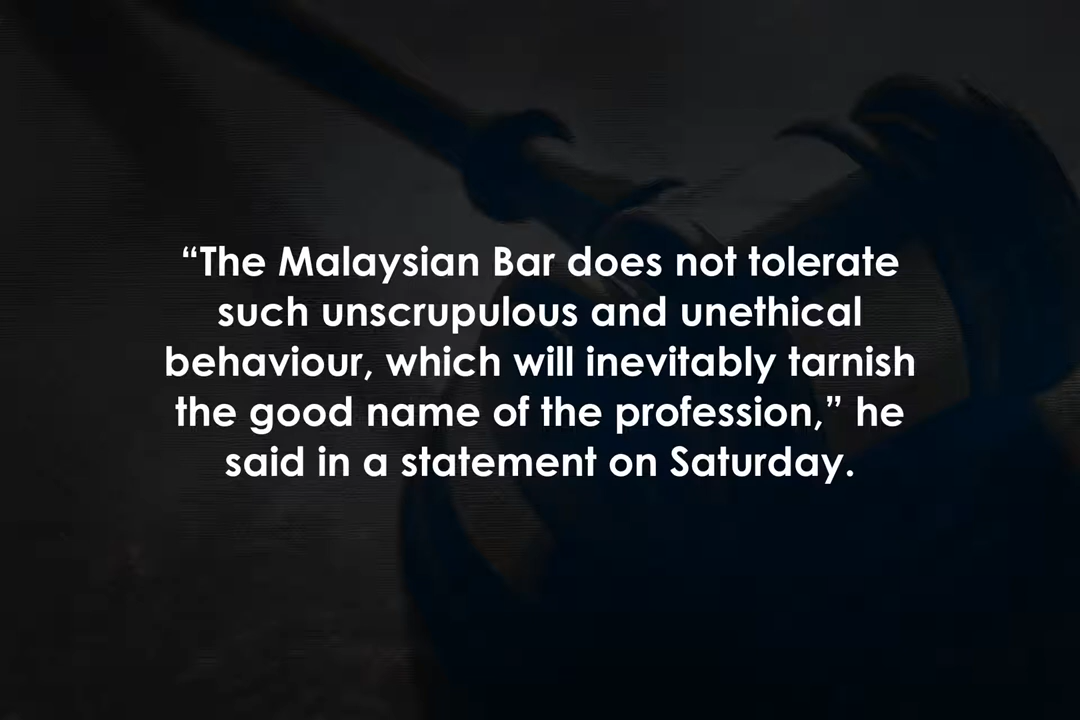 “The Malaysian Bar does not tolerate
such unscrupulous and unethical
behaviour, which will inevitably tarnish
the good name of the profession,” he
said in a statement on Saturday.